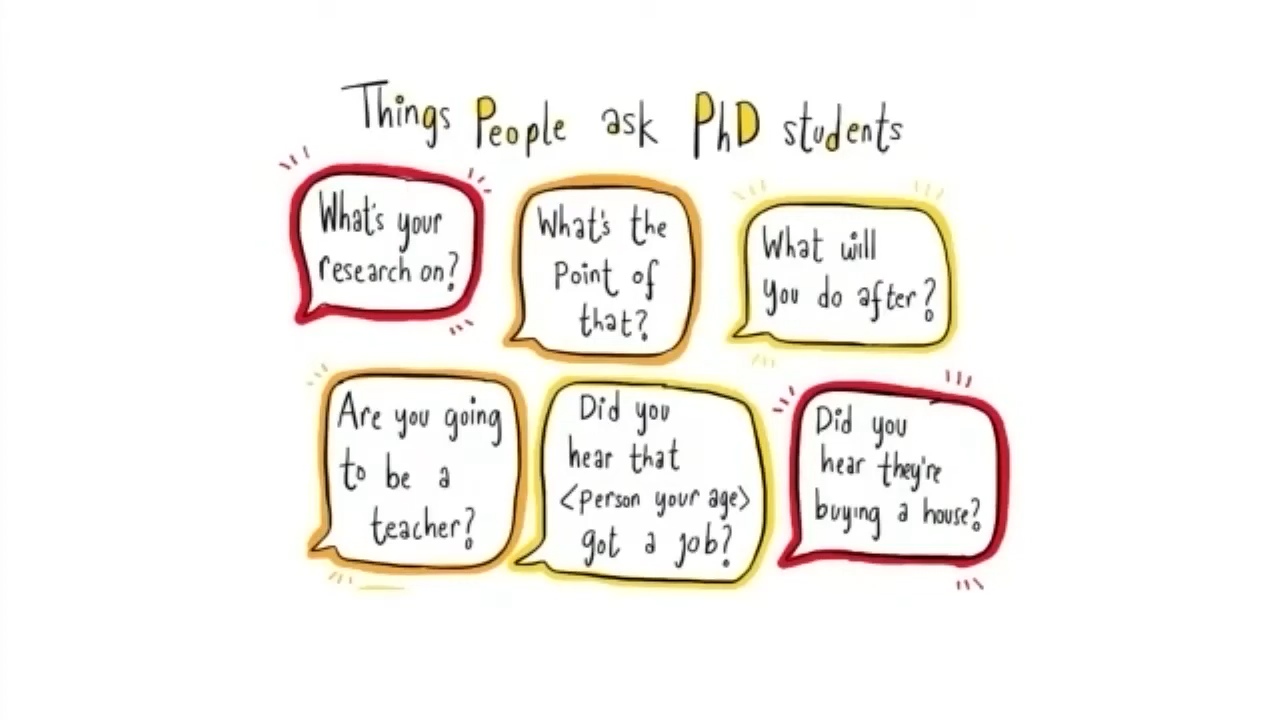 Things People ask PhD students
What's your
research on?
What's the
Point of
that?
What will
you do after?
Are you going
to be a
teacher?
Did you
hear that
<person your age>
got a job?
Did you
hear they're
buying a house?